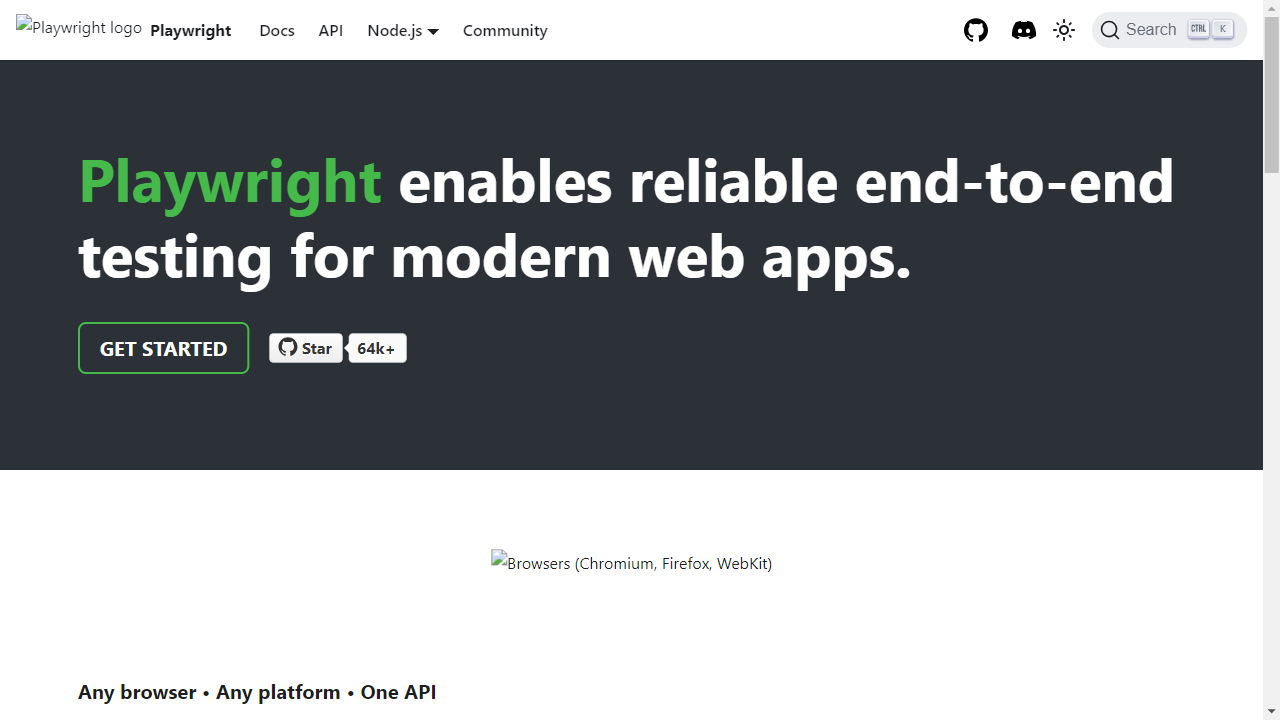 Playwright logo Playwright Docs API Node.js Community Search CTRL K
Playwright enables reliable end-to-end
testing for modern web apps.
GET STARTED Star 64k+
Browsers (Chromium, Firefox, WebKit)
Any browser • Any platform • One API